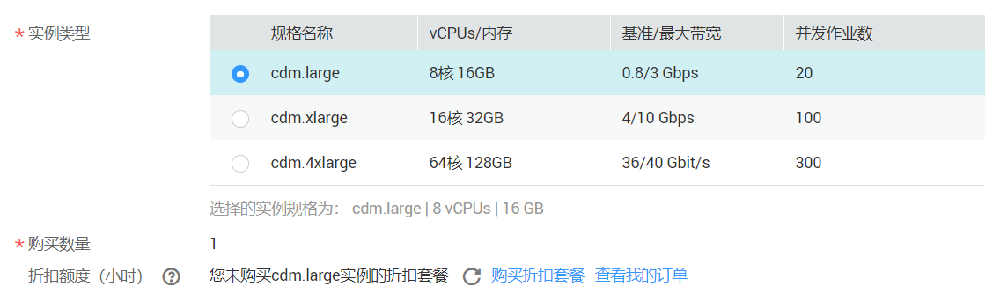 * 实例类型 规格名称 vCPUs/内存 基准/最大带宽 并发作业数
cdm.large 8核 16GB 0.8/3 Gbps 20
cdm.xlarge 16核 32GB 4/10 Gbps 100
cdm.4xlarge 64核 128GB 36/40 Gbit/s 300
选择的实例规格为： cdm.large | 8 vCPUs | 16 GB
* 购买数量 1
折扣额度（小时） ? 您未购买cdm.large实例的折扣套餐 购买折扣套餐 查看我的订单